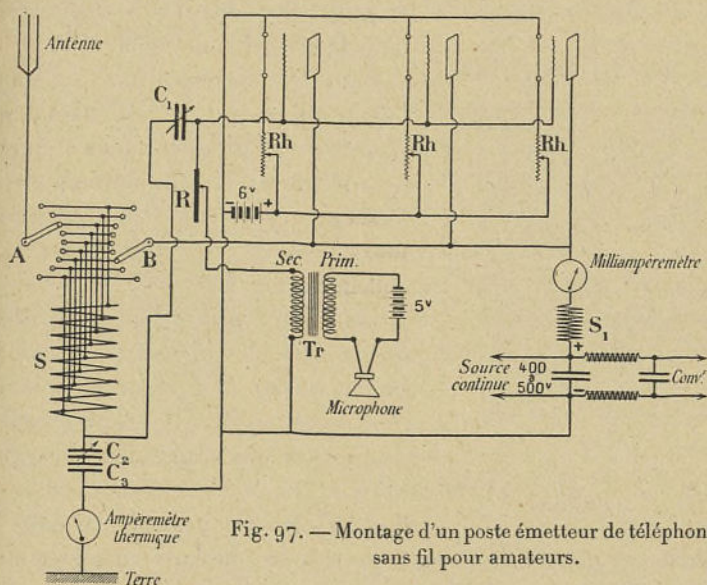 Antenne
C1
Rh
Rh
Rh
R
- 6v +
A
B
Sec.
Prim.
Milliampèremètre
5v
S1
S
Tr
+
Source
continue
400
à
500v
-
Conv.r
Microphone
C2
C3
Ampèremètre
thermique
Terre
Fig. 97. — Montage d'un poste émetteur de téléphon
sans fil pour amateurs.